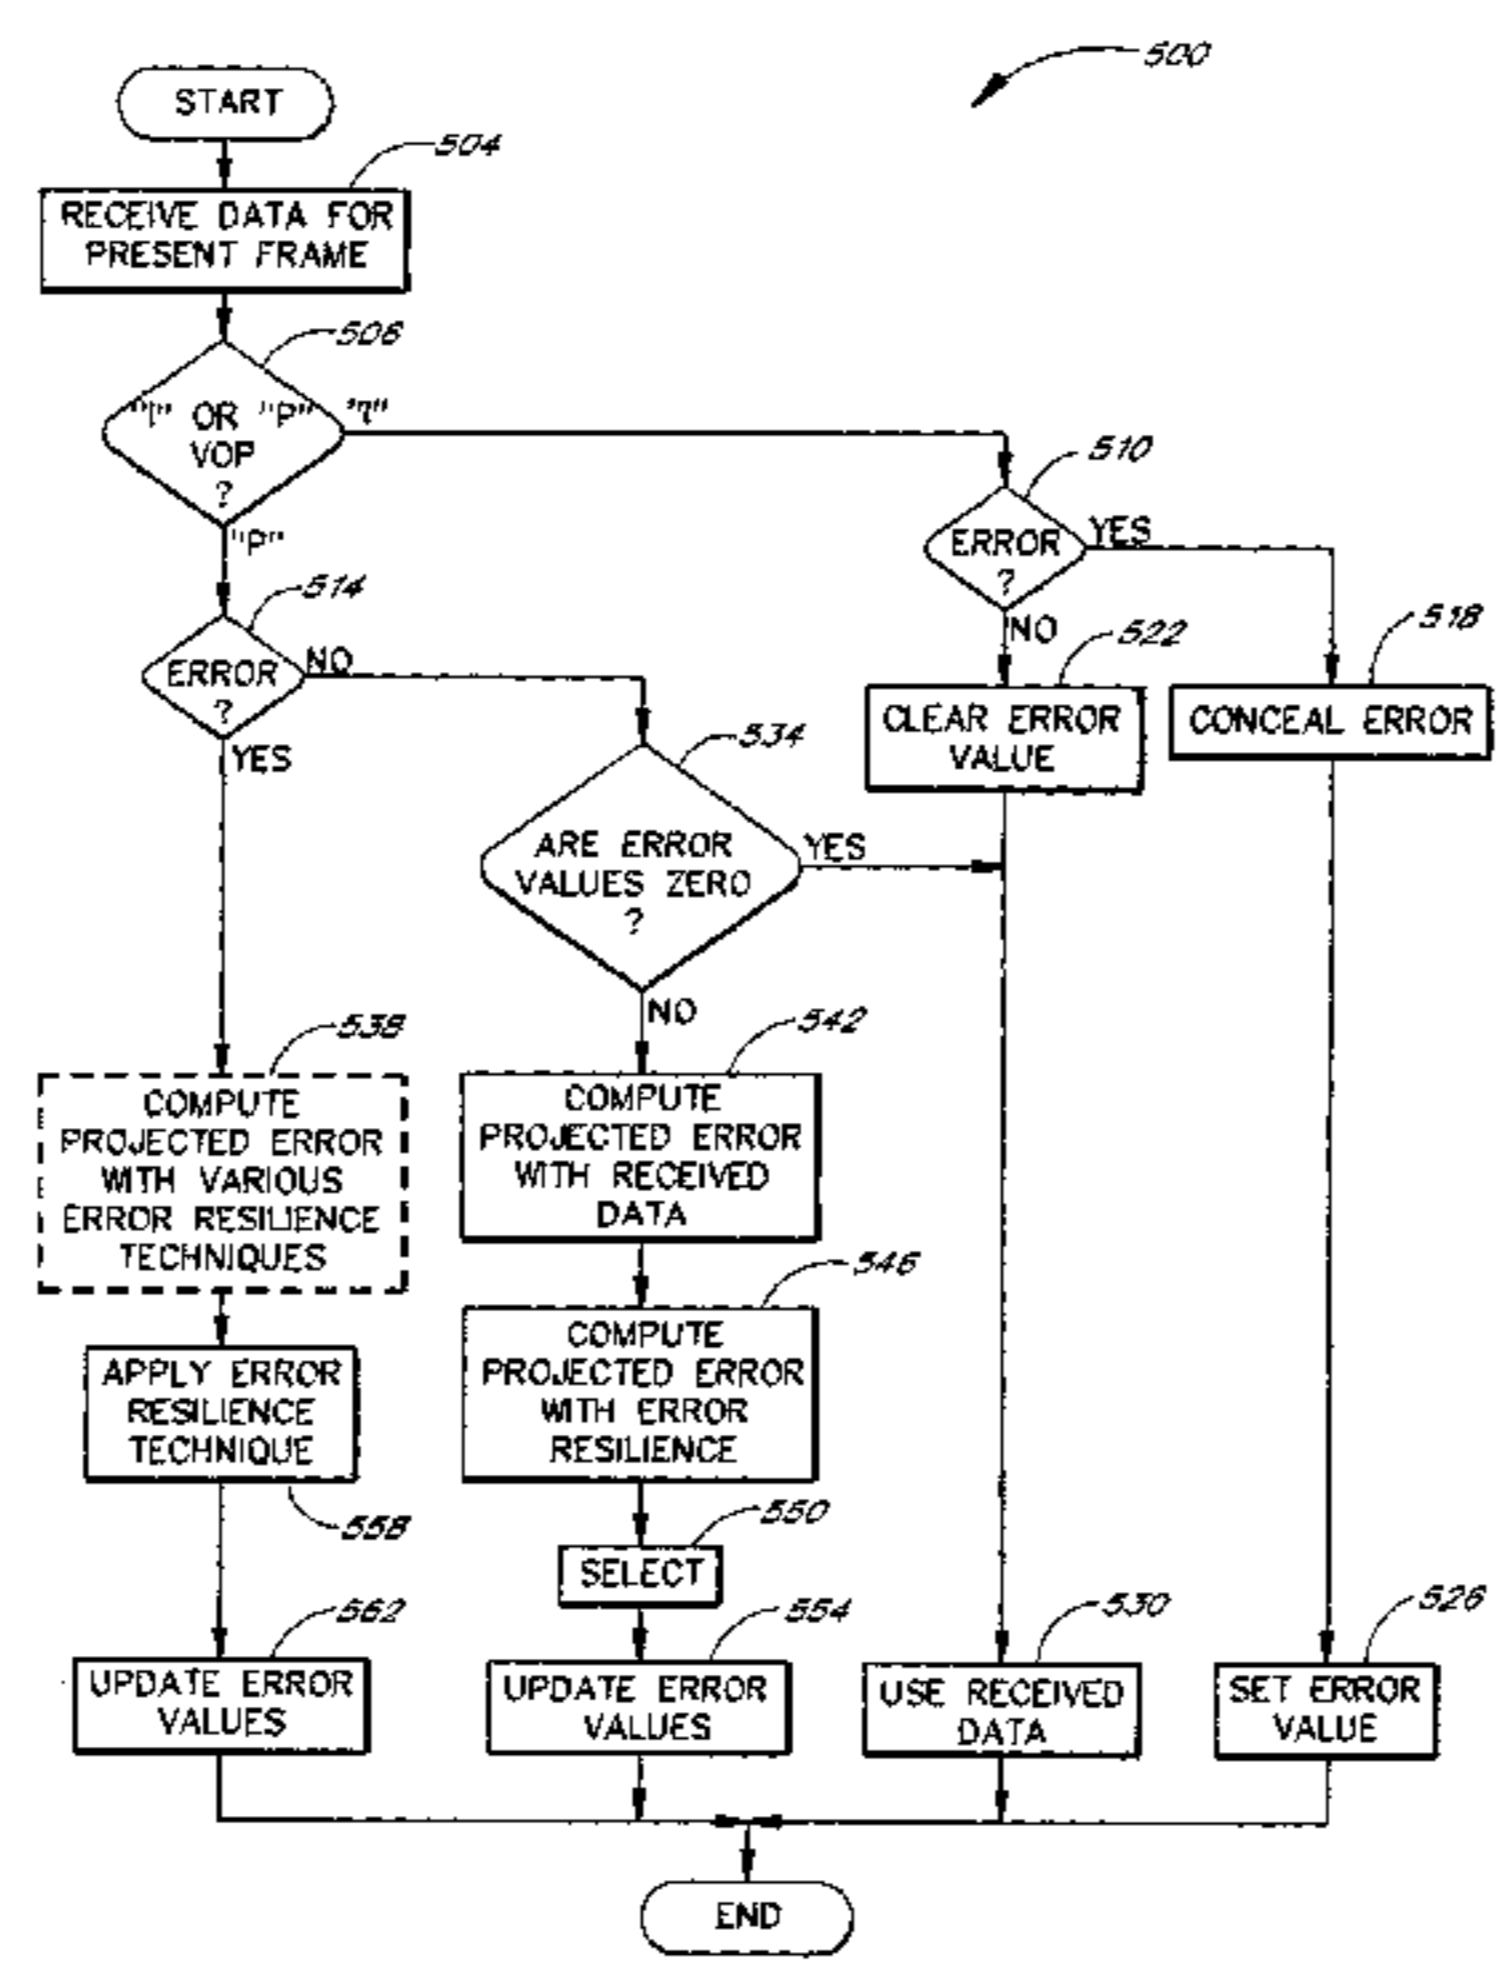 500
START
504
RECEIVE DATA FOR
PRESENT FRAME
506
"I" OR "P"
VOP
?
"I"
"P"
510
ERROR
?
YES
NO
514
ERROR
?
NO
YES
522
CLEAR ERROR
VALUE
518
CONCEAL ERROR
534
ARE ERROR
VALUES ZERO
?
YES
NO
538
COMPUTE
PROJECTED ERROR
WITH VARIOUS
ERROR RESILIENCE
TECHNIQUES
542
COMPUTE
PROJECTED ERROR
WITH RECEIVED
DATA
546
COMPUTE
PROJECTED ERROR
WITH ERROR
RESILIENCE
APPLY ERROR
RESILIENCE
TECHNIQUE
558
550
SELECT
562
UPDATE ERROR
VALUES
554
UPDATE ERROR
VALUES
530
USE RECEIVED
DATA
526
SET ERROR
VALUE
END